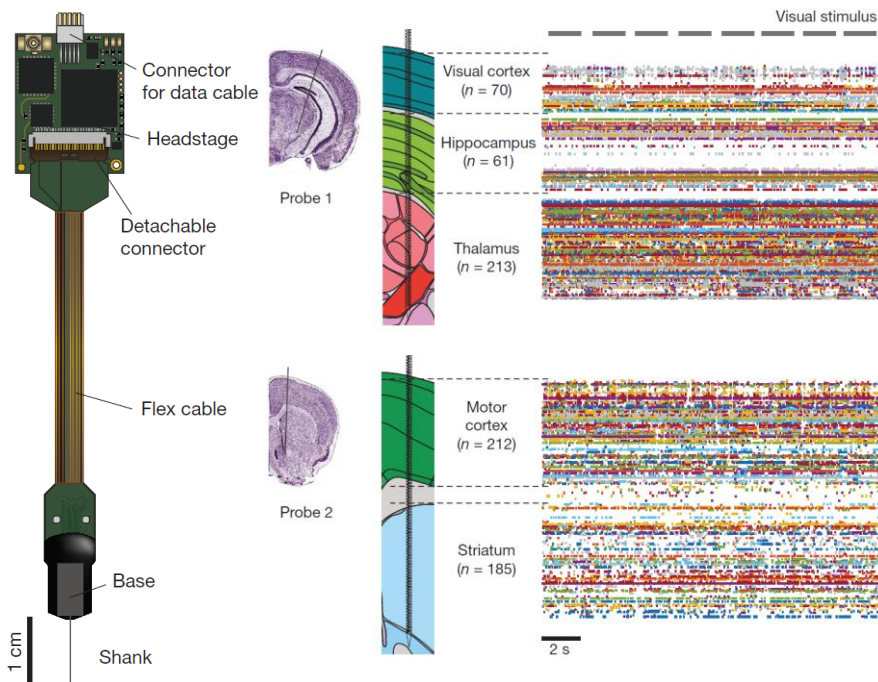 Connector
for data cable
Headstage
Detachable
connector
Flex cable
Base
Shank
1 cm
Probe 1
Visual cortex
(n = 70)
Hippocampus
(n = 61)
Thalamus
(n = 213)
Visual stimulus
Probe 2
Motor
cortex
(n = 212)
Striatum
(n = 185)
2 s